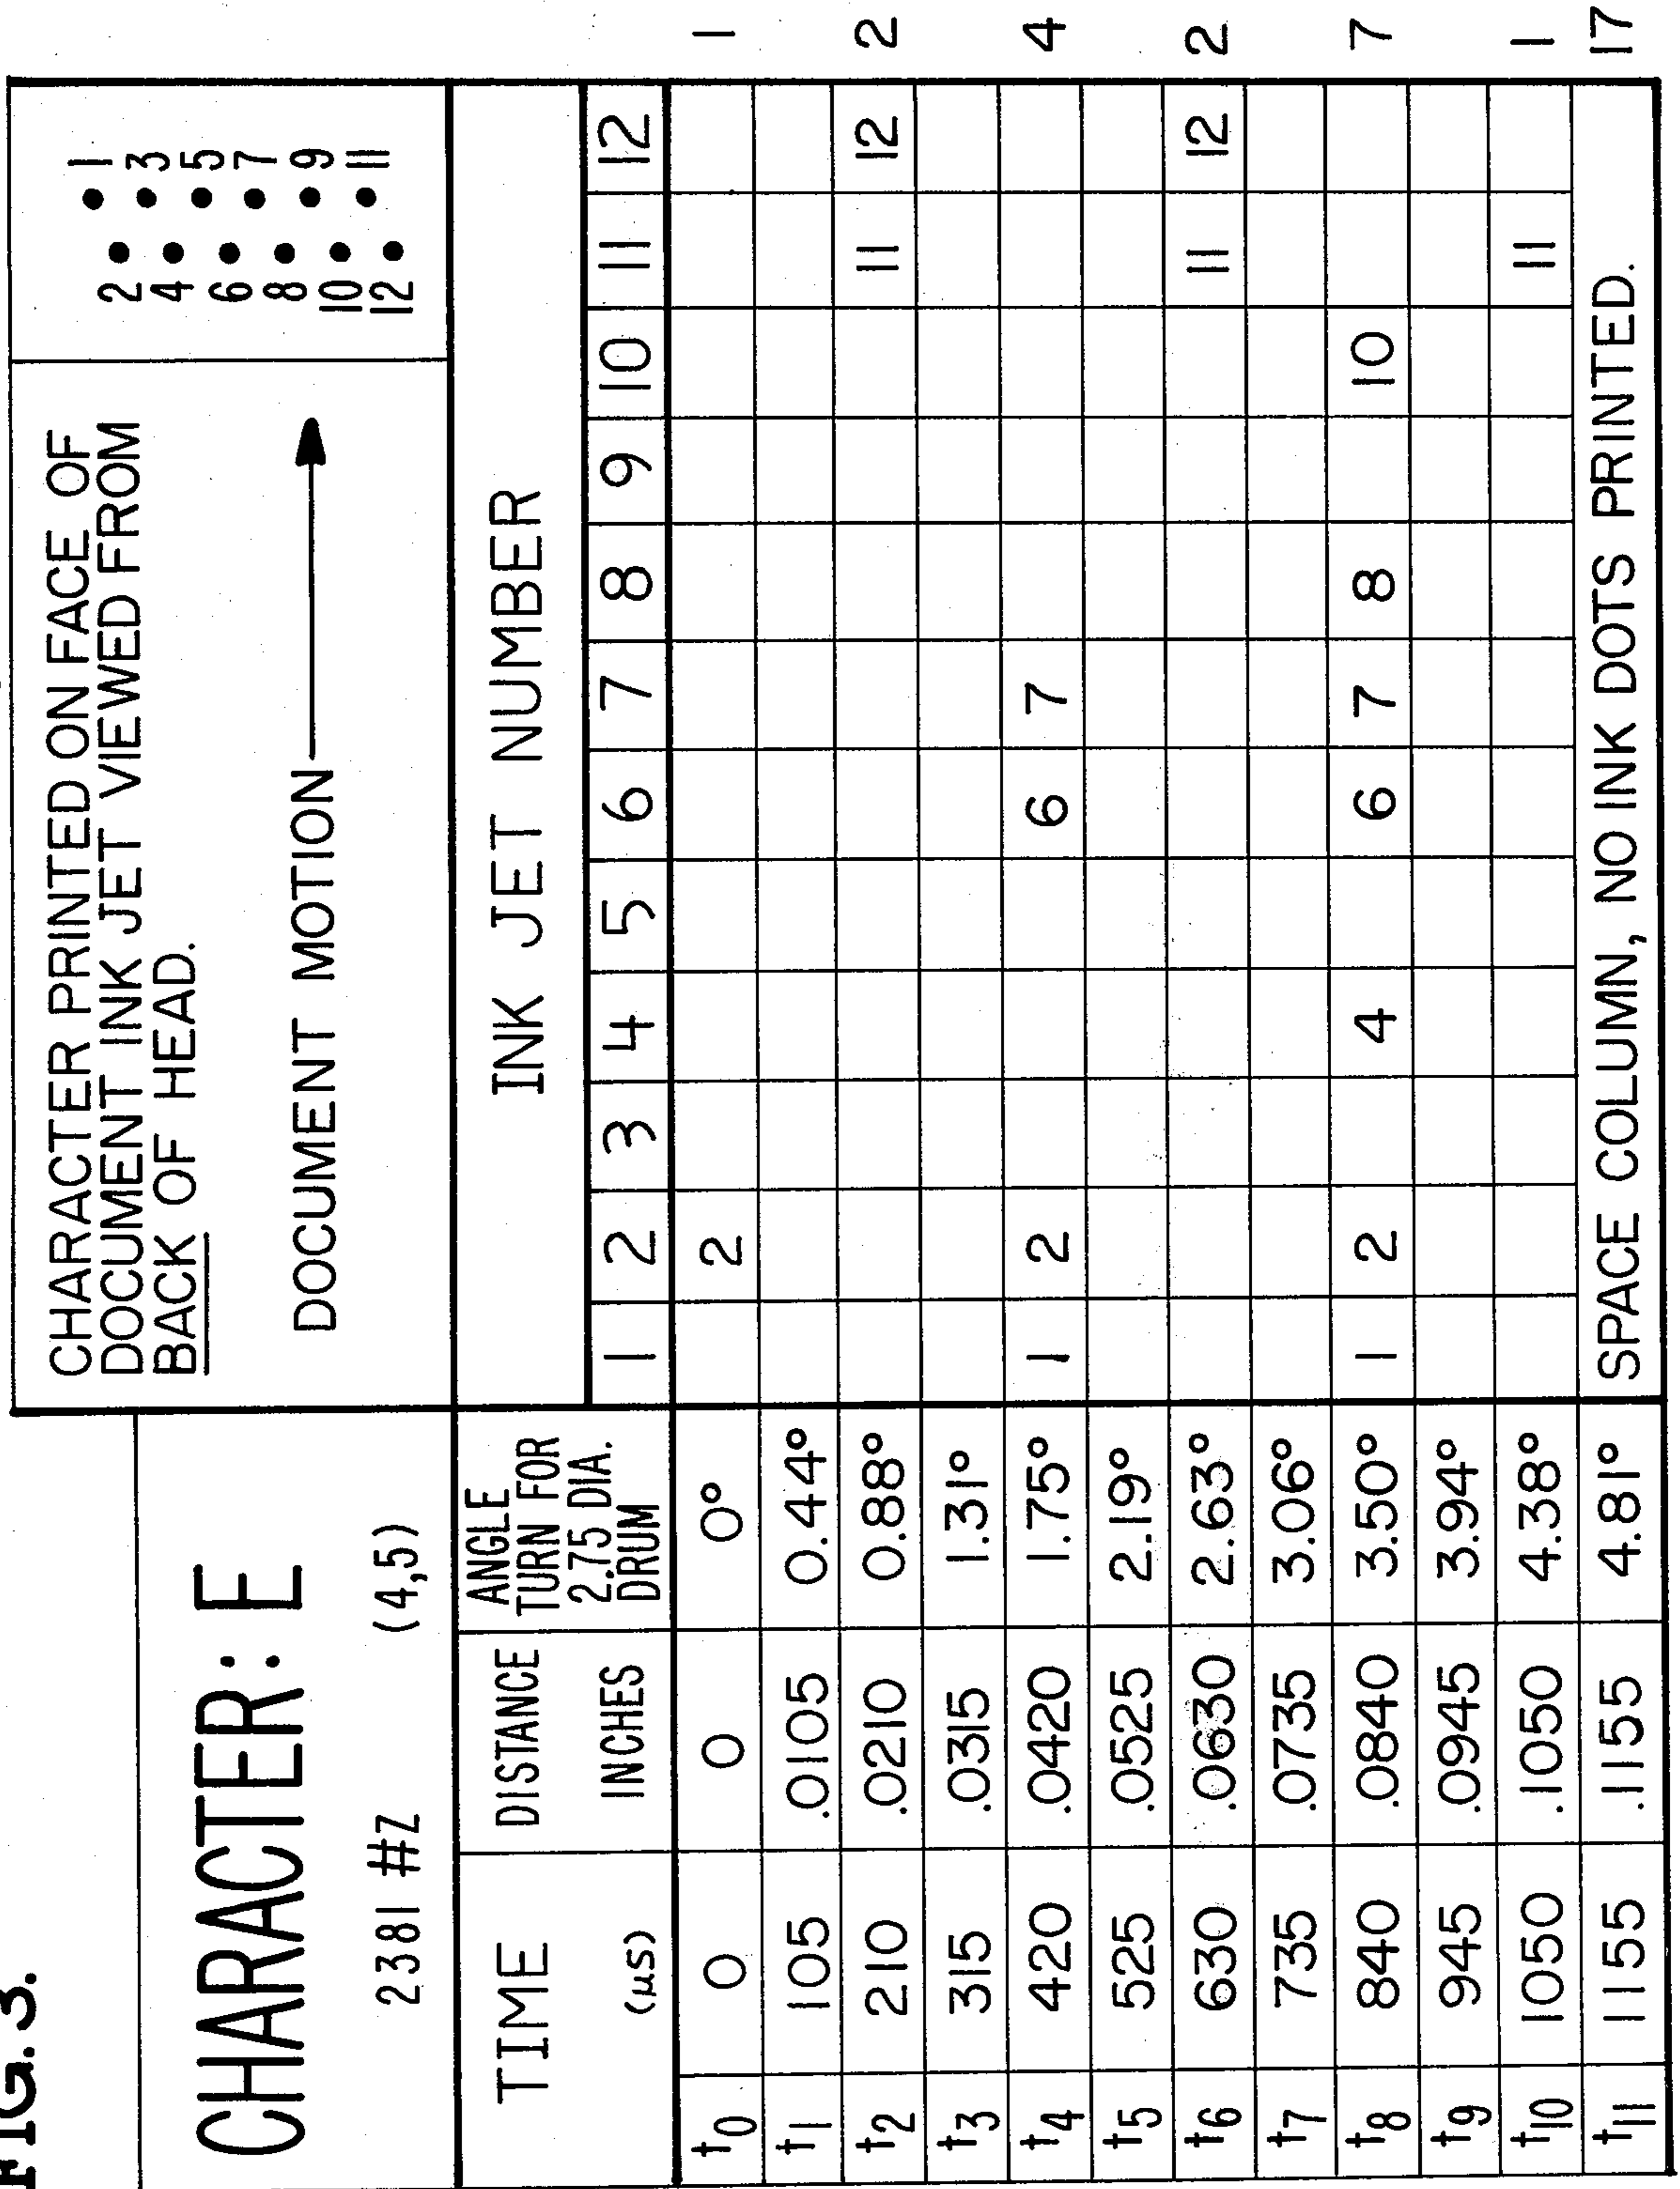 FIG. 3.
CHARACTER: E
2381 #Z (4,5)
CHARACTER PRINTED ON FACE OF
DOCUMENT INK JET VIEWED FROM
BACK OF HEAD.
DOCUMENT MOTION
2 1
4 3
6 5
8 7
10 9
12 11
TIME (μs) DISTANCE INCHES ANGLE TURN FOR 2.75 DIA. DRUM INK JET NUMBER
1 2 3 4 5 6 7 8 9 10 11 12
t0 0 0 0° 2 1
t1 105 .0105 0.44°
t2 210 .0210 0.88° 11 12 2
t3 315 .0315 1.31°
t4 420 .0420 1.75° 1 2 6 7 4
t5 525 .0525 2.19°
t6 630 .0630 2.63° 11 12 2
t7 735 .0735 3.06°
t8 840 .0840 3.50° 1 2 4 6 7 8 10 7
t9 945 .0945 3.94°
t10 1050 .1050 4.38° 11 1
t11 1155 .1155 4.81° SPACE COLUMN, NO INK DOTS PRINTED. 17